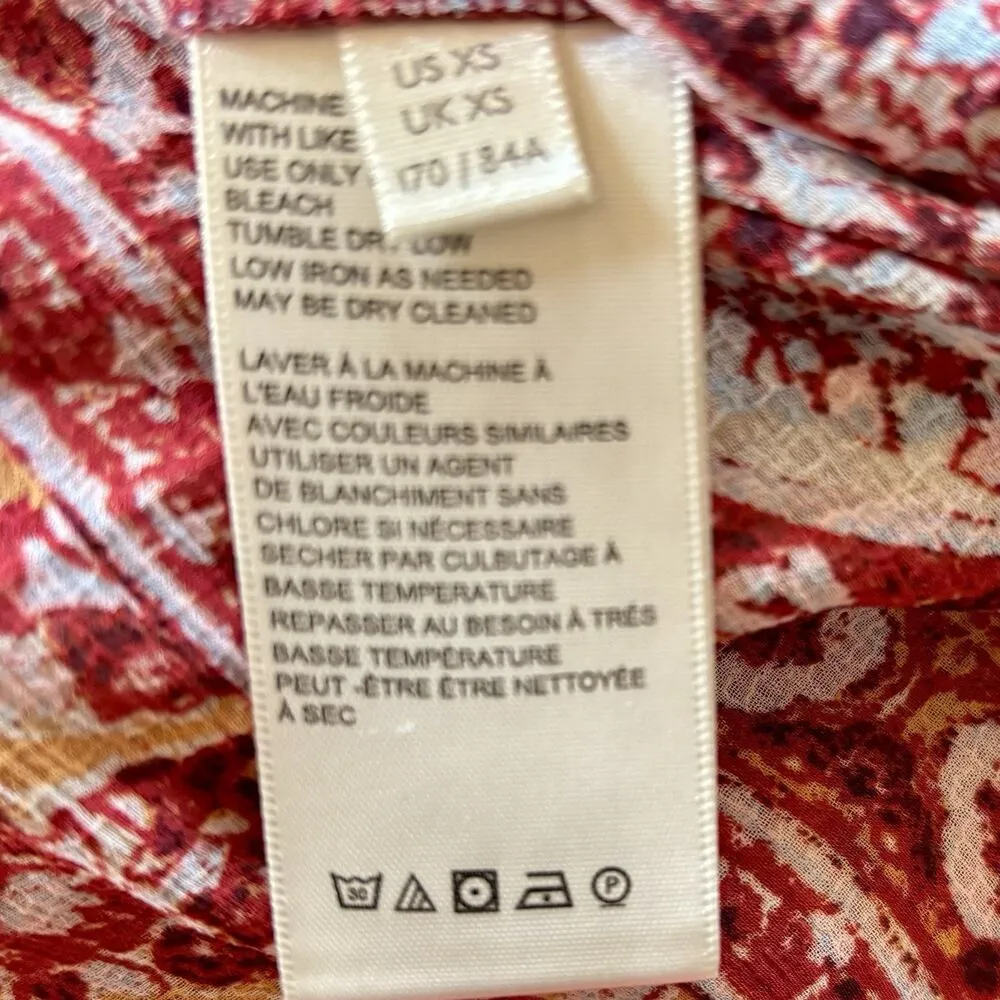 US XS
UK XS
170 / 84A
MACHINE
WITH LIKE
USE ONLY
BLEACH
TUMBLE DRY LOW
LOW IRON AS NEEDED
MAY BE DRY CLEANED
LAVER À LA MACHINE À
L'EAU FROIDE
AVEC COULEURS SIMILAIRES
UTILISER UN AGENT
DE BLANCHIMENT SANS
CHLORE SI NÉCESSAIRE
SECHER PAR CULBUTAGE À
BASSE TEMPERATURE
REPASSER AU BESOIN À TRÉS
BASSE TEMPÉRATURE
PEUT -ÊTRE ÊTRE NETTOYÉE
À SEC
30
P